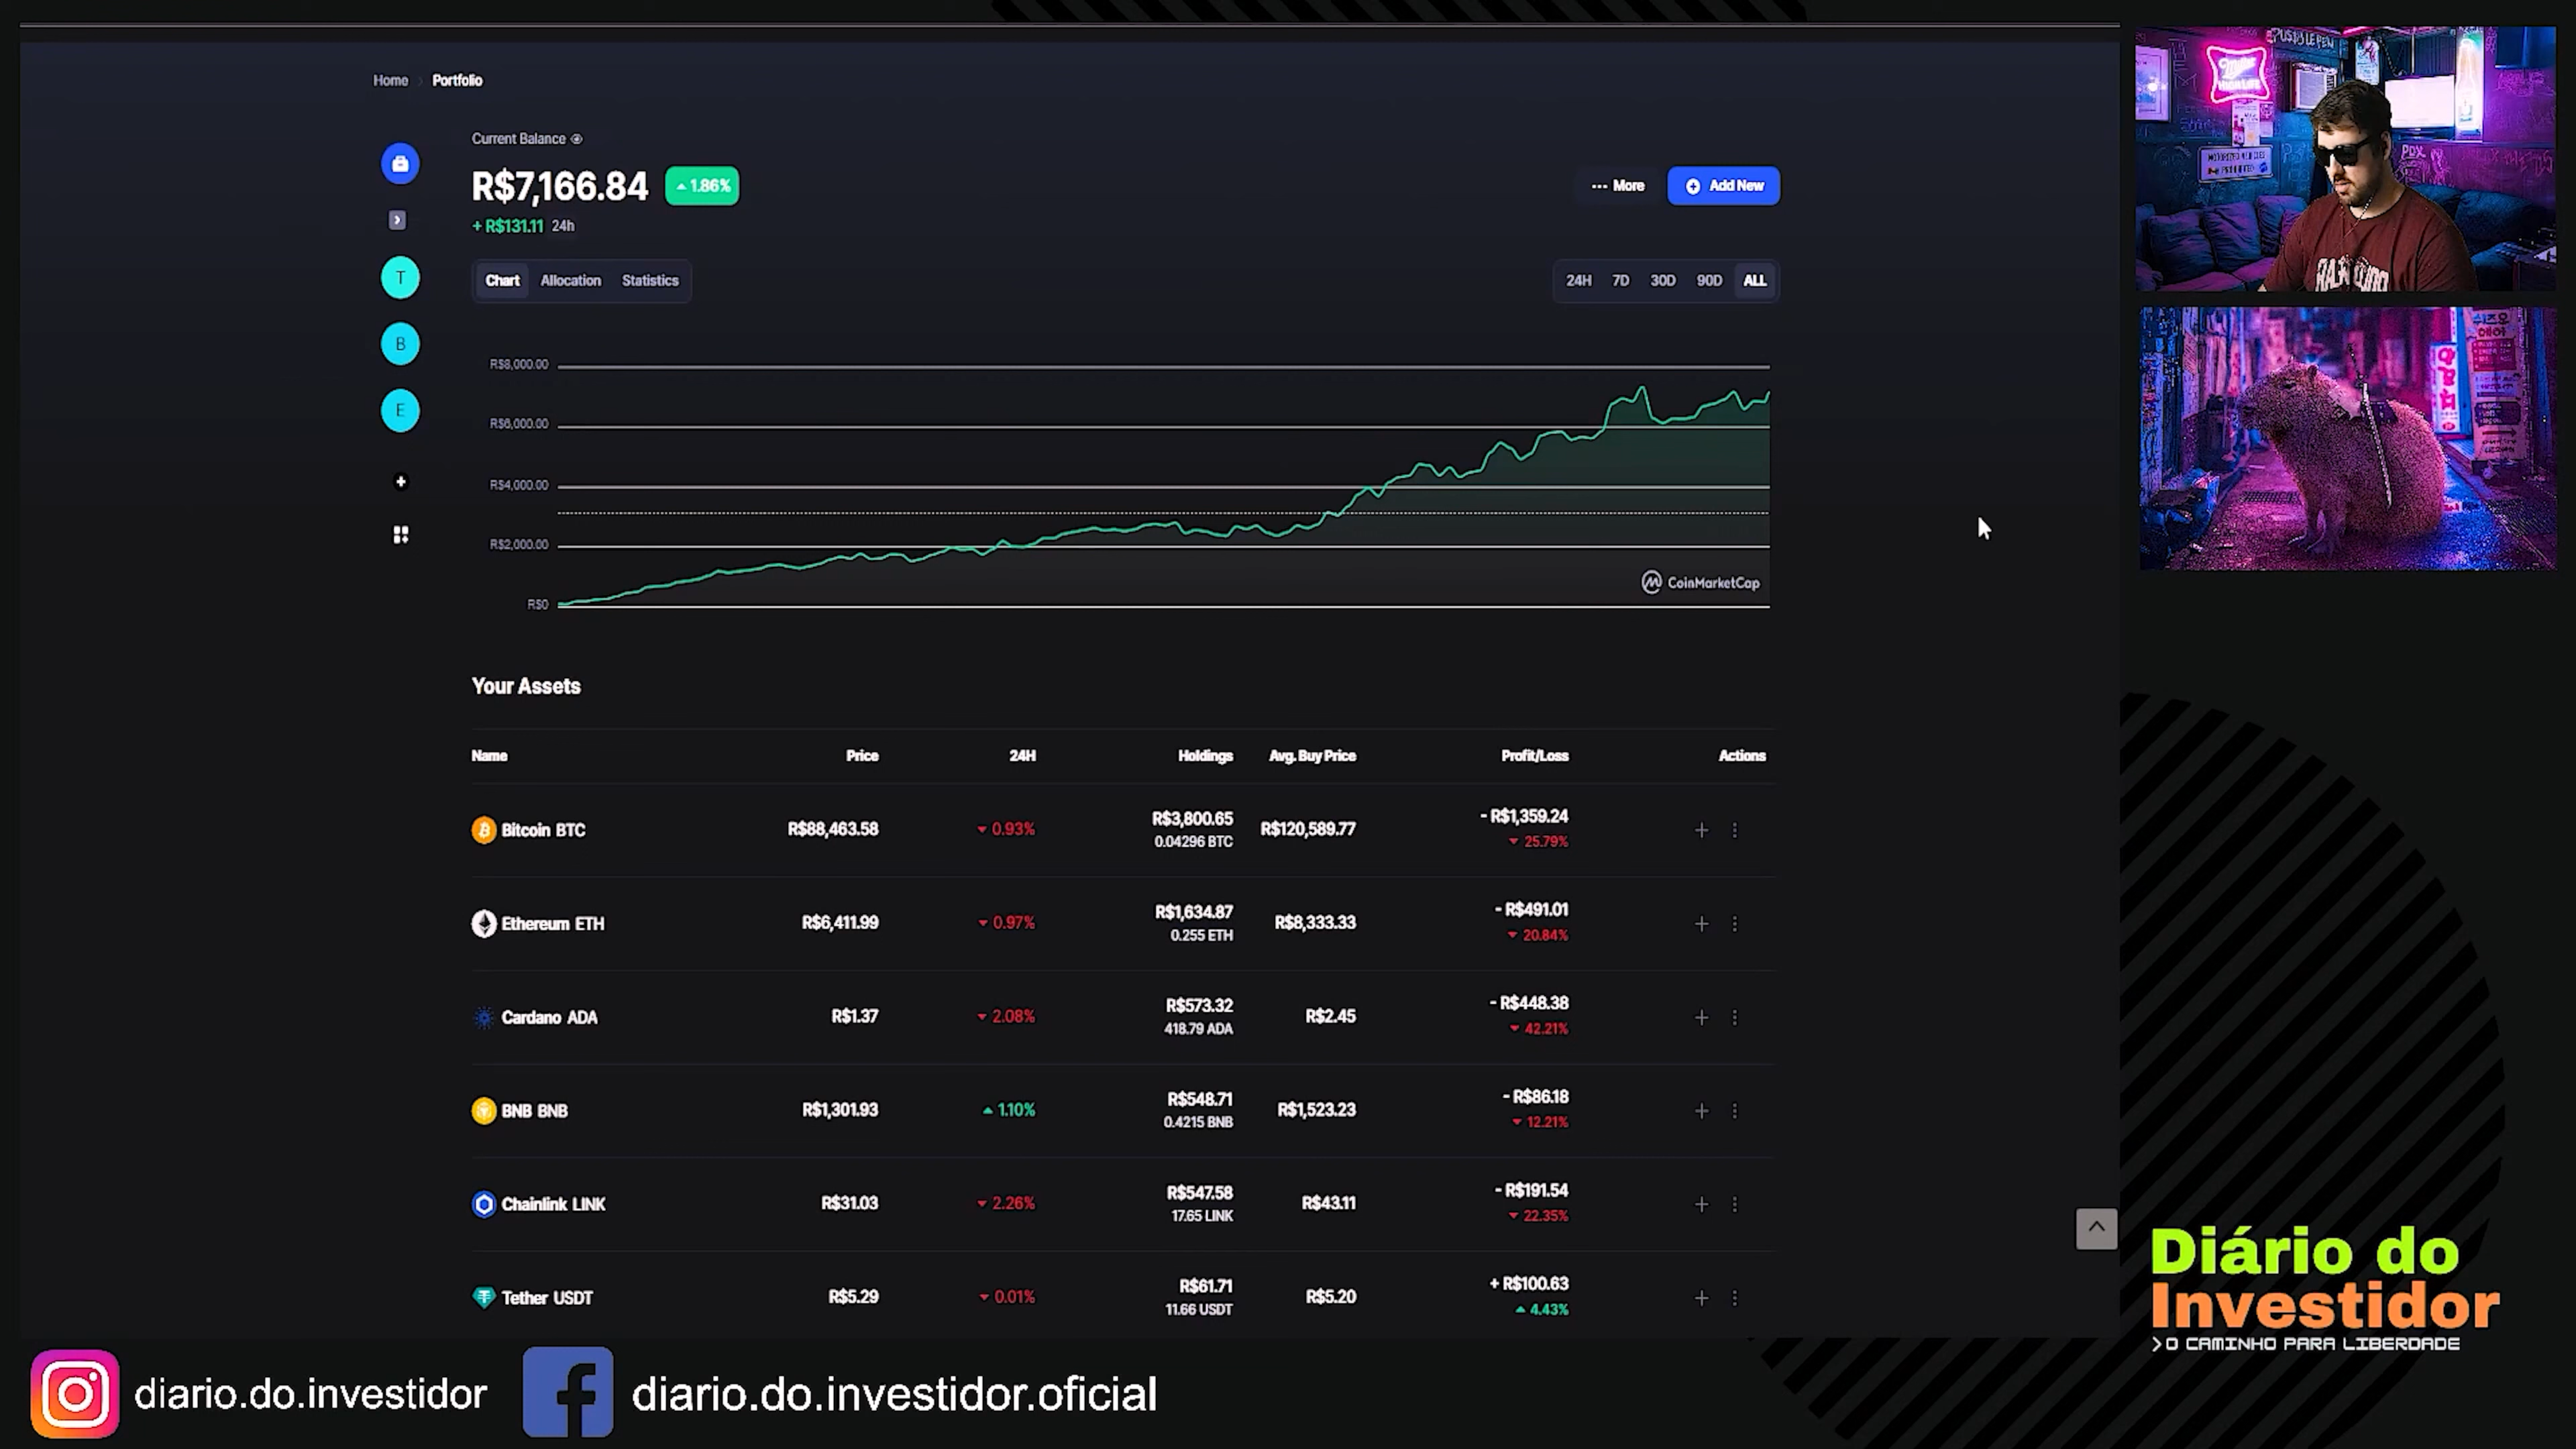 Home Portfolio
Current Balance
R$7,166.84 1.86%
+ R$131.11 24h
More Add New
T
B
E
Chart Allocation Statistics
24H 7D 30D 90D ALL
R$8,000.00
R$6,000.00
R$4,000.00
R$2,000.00
R$0
CoinMarketCap
Your Assets
Name Price 24H Holdings Avg. Buy Price Profit/Loss Actions
Bitcoin BTC R$88,463.58 0.93% R$3,800.65 R$120,589.77 - R$1,359.24
0.04296 BTC 25.79%
Ethereum ETH R$6,411.99 0.97% R$1,634.87 R$8,333.33 - R$491.01
0.255 ETH 20.84%
Cardano ADA R$1.37 2.08% R$573.32 R$2.45 - R$448.38
418.79 ADA 42.21%
BNB BNB R$1,301.93 1.10% R$548.71 R$1,523.23 - R$86.18
0.4215 BNB 12.21%
Chainlink LINK R$31.03 2.26% R$547.58 R$43.11 - R$191.54
17.65 LINK 22.35%
Tether USDT R$5.29 0.01% R$61.71 R$5.20 + R$100.63
11.66 USDT 4.43%
Diário do
Investidor
>O CAMINHO PARA LIBERDADE
diario.do.investidor
diario.do.investidor.oficial